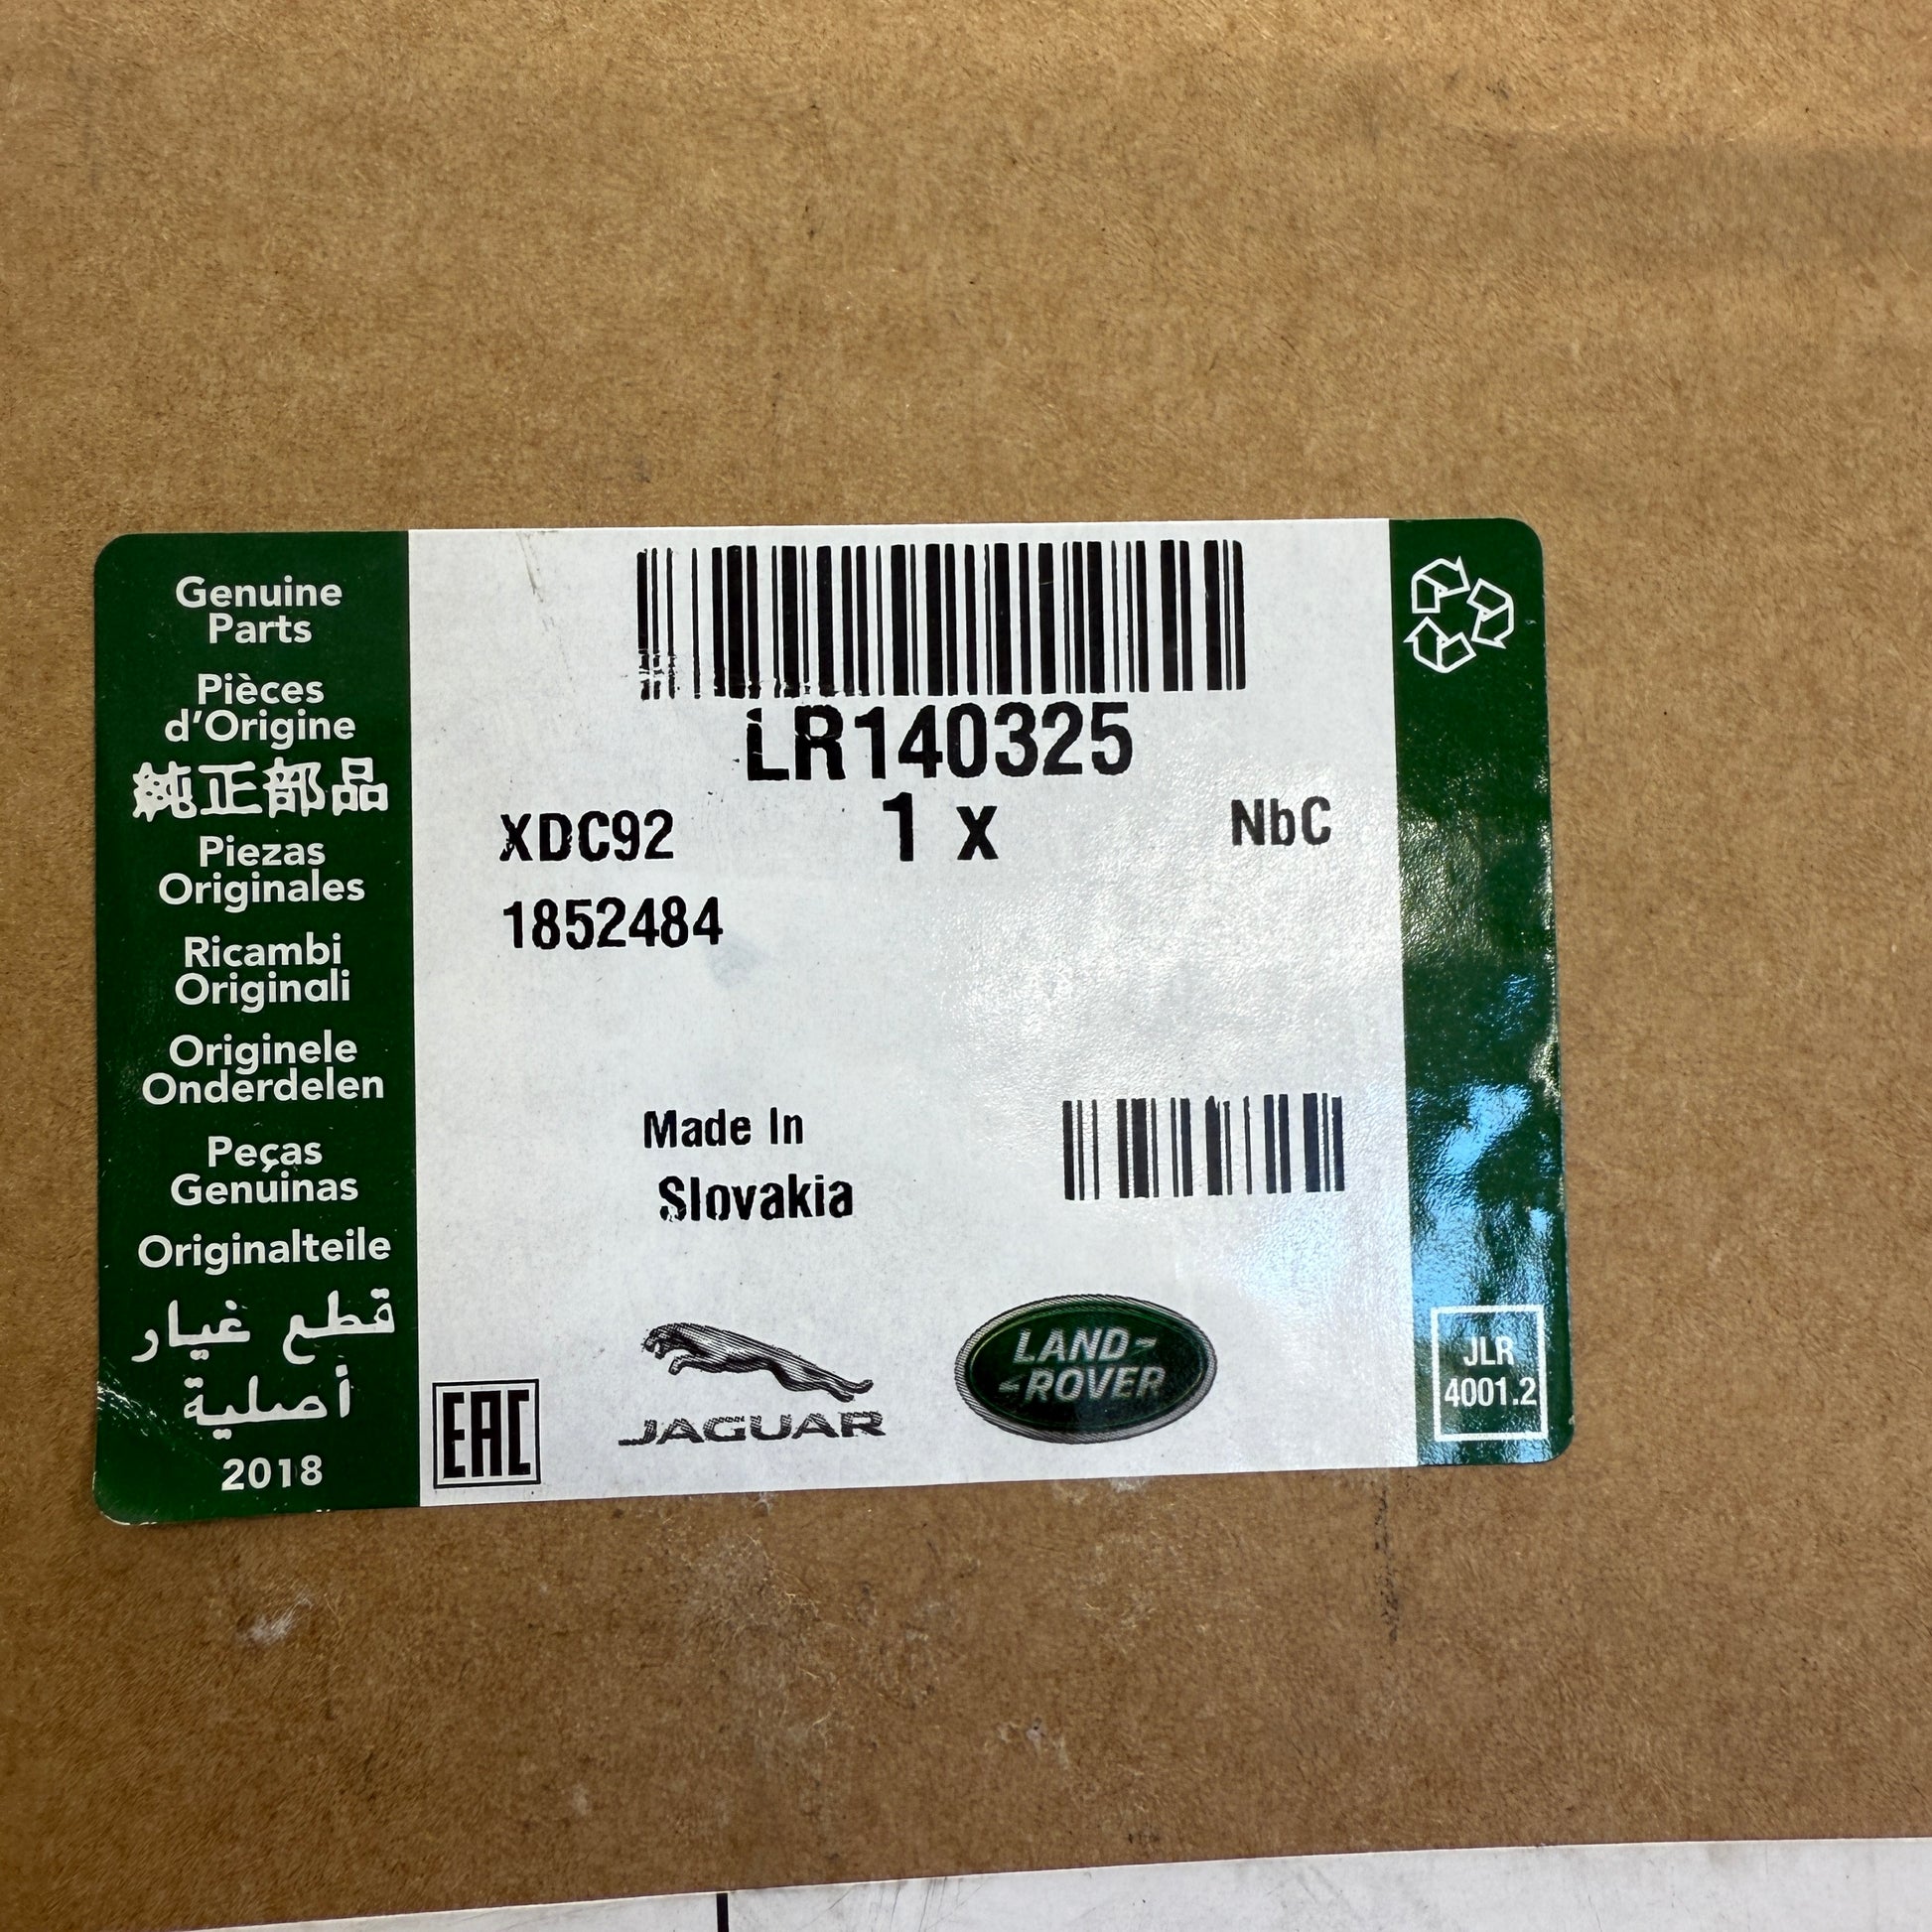 Genuine
Parts
Pièces
d'Origine
純正部品
Piezas
Originales
Ricambi
Originali
Originele
Onderdelen
Peças
Genuinas
Originalteile
قطع غيار
أصلية
2018
LR140325
XDC92 1 x NbC
1852484
Made In
Slovakia
EAC
JAGUAR
LAND-
-ROVER
JLR
4001.2